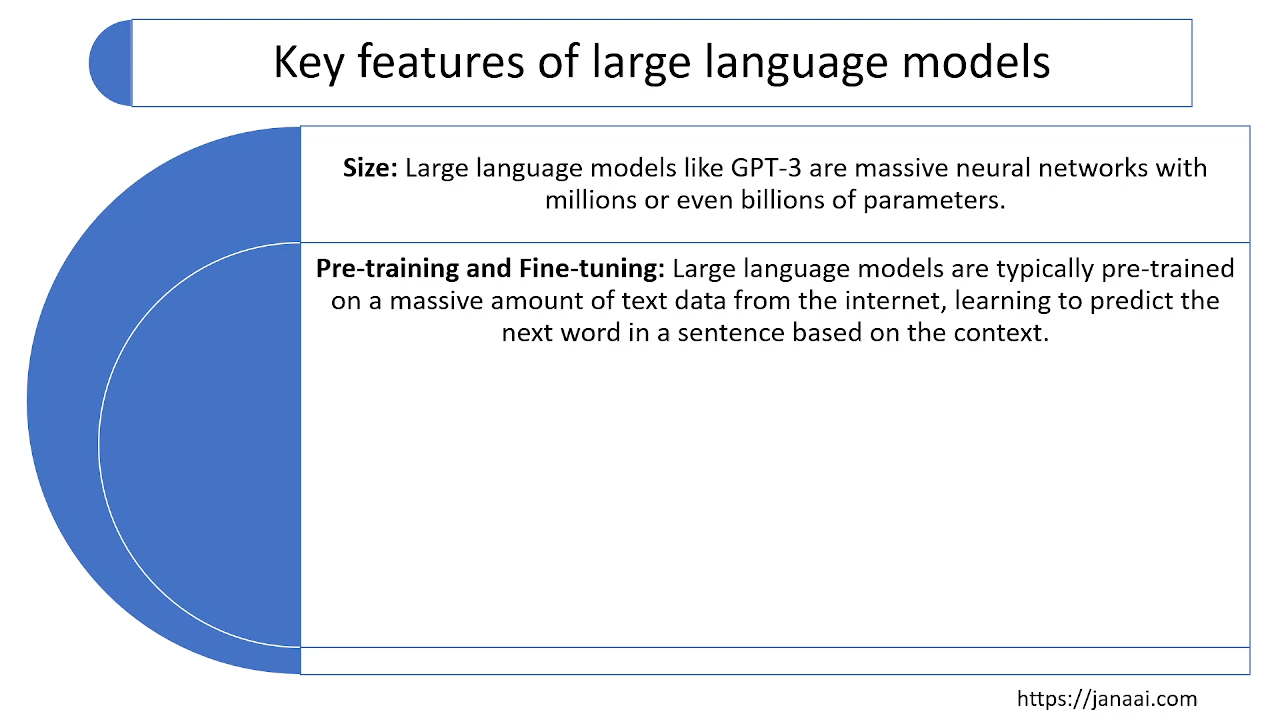 Key features of large language models
Size: Large language models like GPT-3 are massive neural networks with
millions or even billions of parameters.
Pre-training and Fine-tuning: Large language models are typically pre-trained
on a massive amount of text data from the internet, learning to predict the
next word in a sentence based on the context.
https://janaai.com